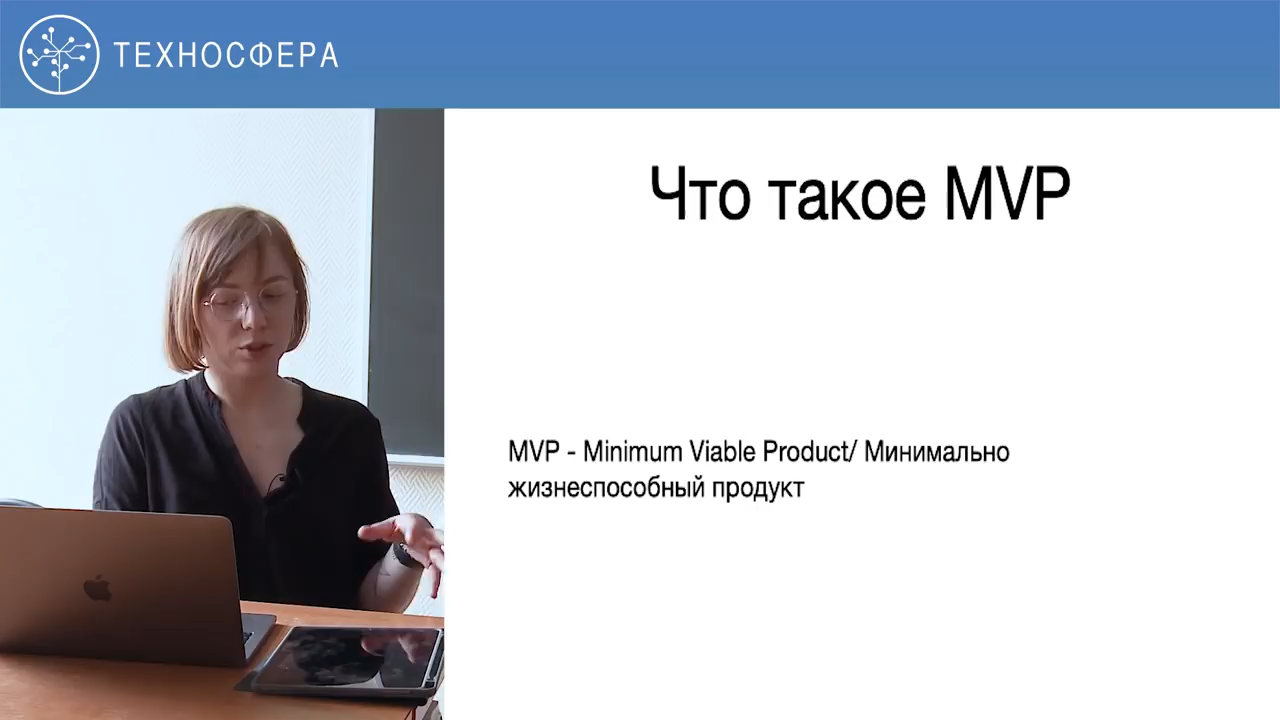 ТЕХНОСФЕРА
Что такое MVP
MVP - Minimum Viable Product/ Минимально
жизнеспособный продукт